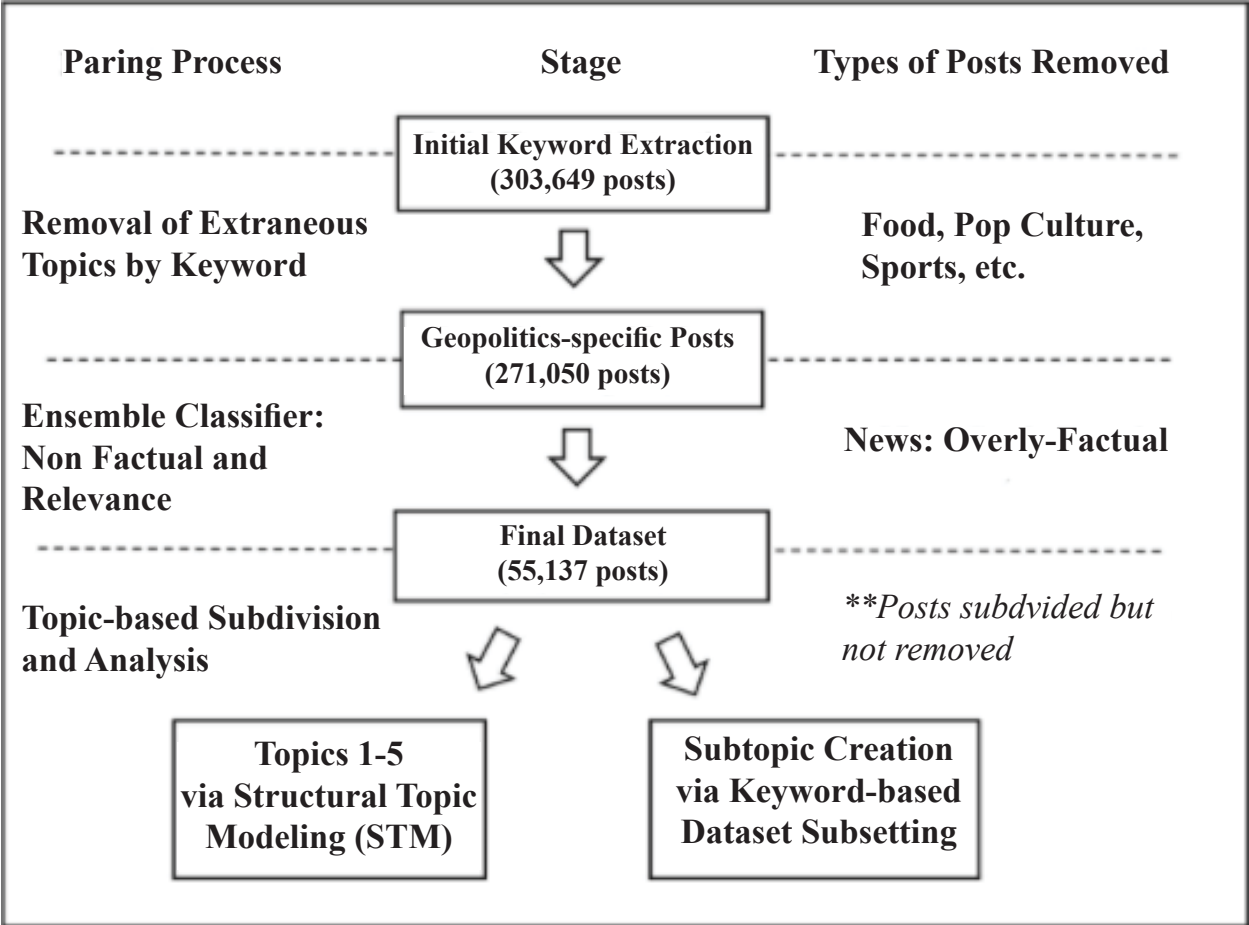 Paring Process
Stage
Types of Posts Removed
Initial Keyword Extraction
(303,649 posts)
Removal of Extraneous
Topics by Keyword
Food, Pop Culture,
Sports, etc.
Geopolitics-specific Posts
(271,050 posts)
Ensemble Classifier:
Non Factual and
Relevance
News: Overly-Factual
Final Dataset
(55,137 posts)
Topic-based Subdivision
and Analysis
**Posts subdvided but
not removed
Topics 1-5
via Structural Topic
Modeling (STM)
Subtopic Creation
via Keyword-based
Dataset Subsetting